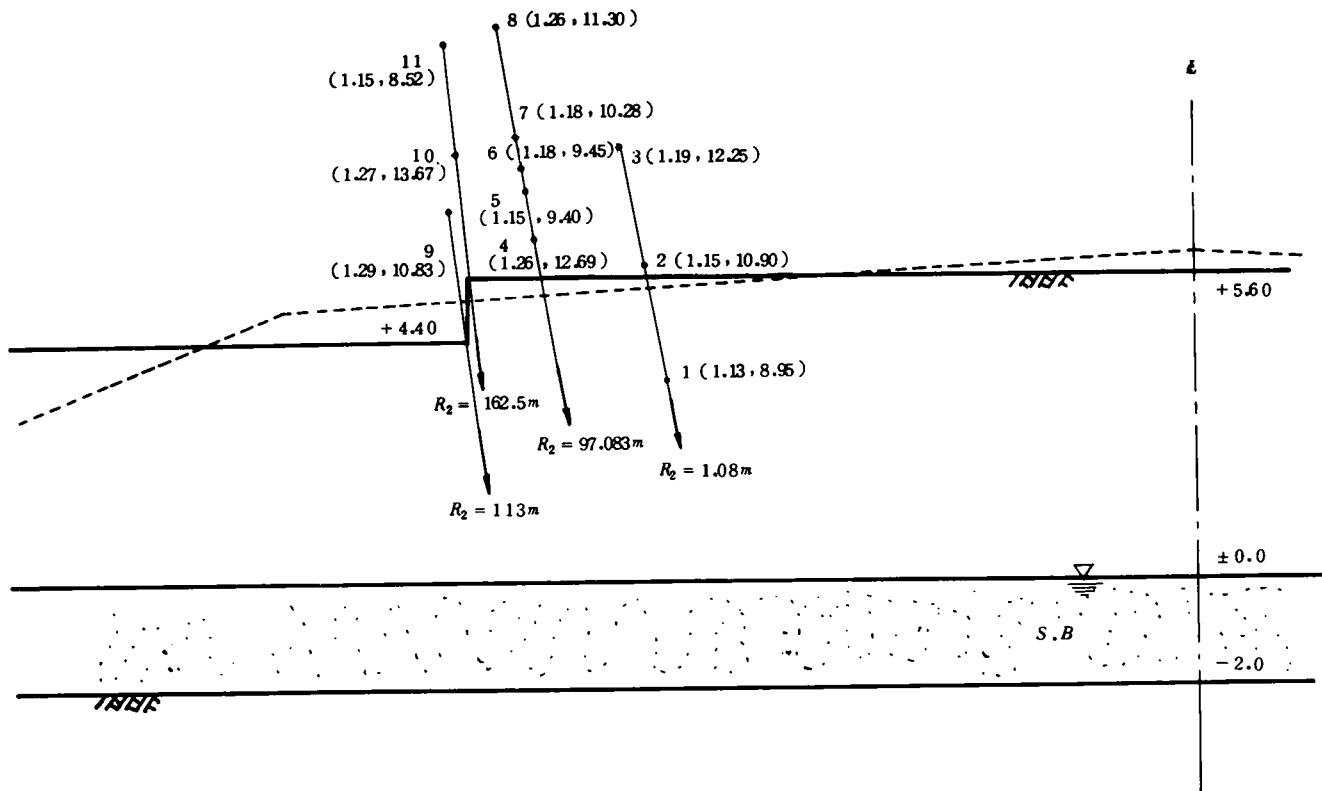 8 (1.26, 11.30)
11
(1.15, 8.52)
℄
7 (1.18, 10.28)
10
(1.27, 13.67)
6 (1.18, 9.45)
3 (1.19, 12.25)
5
(1.15, 9.40)
9
(1.29, 10.83)
4
(1.26, 12.69)
2 (1.15, 10.90)
+5.60
+4.40
1 (1.13, 8.95)
R₂ = 162.5m
R₂ = 97.083m
R₂ = 1.08m
R₂ = 113m
±0.0
S.B
-2.0